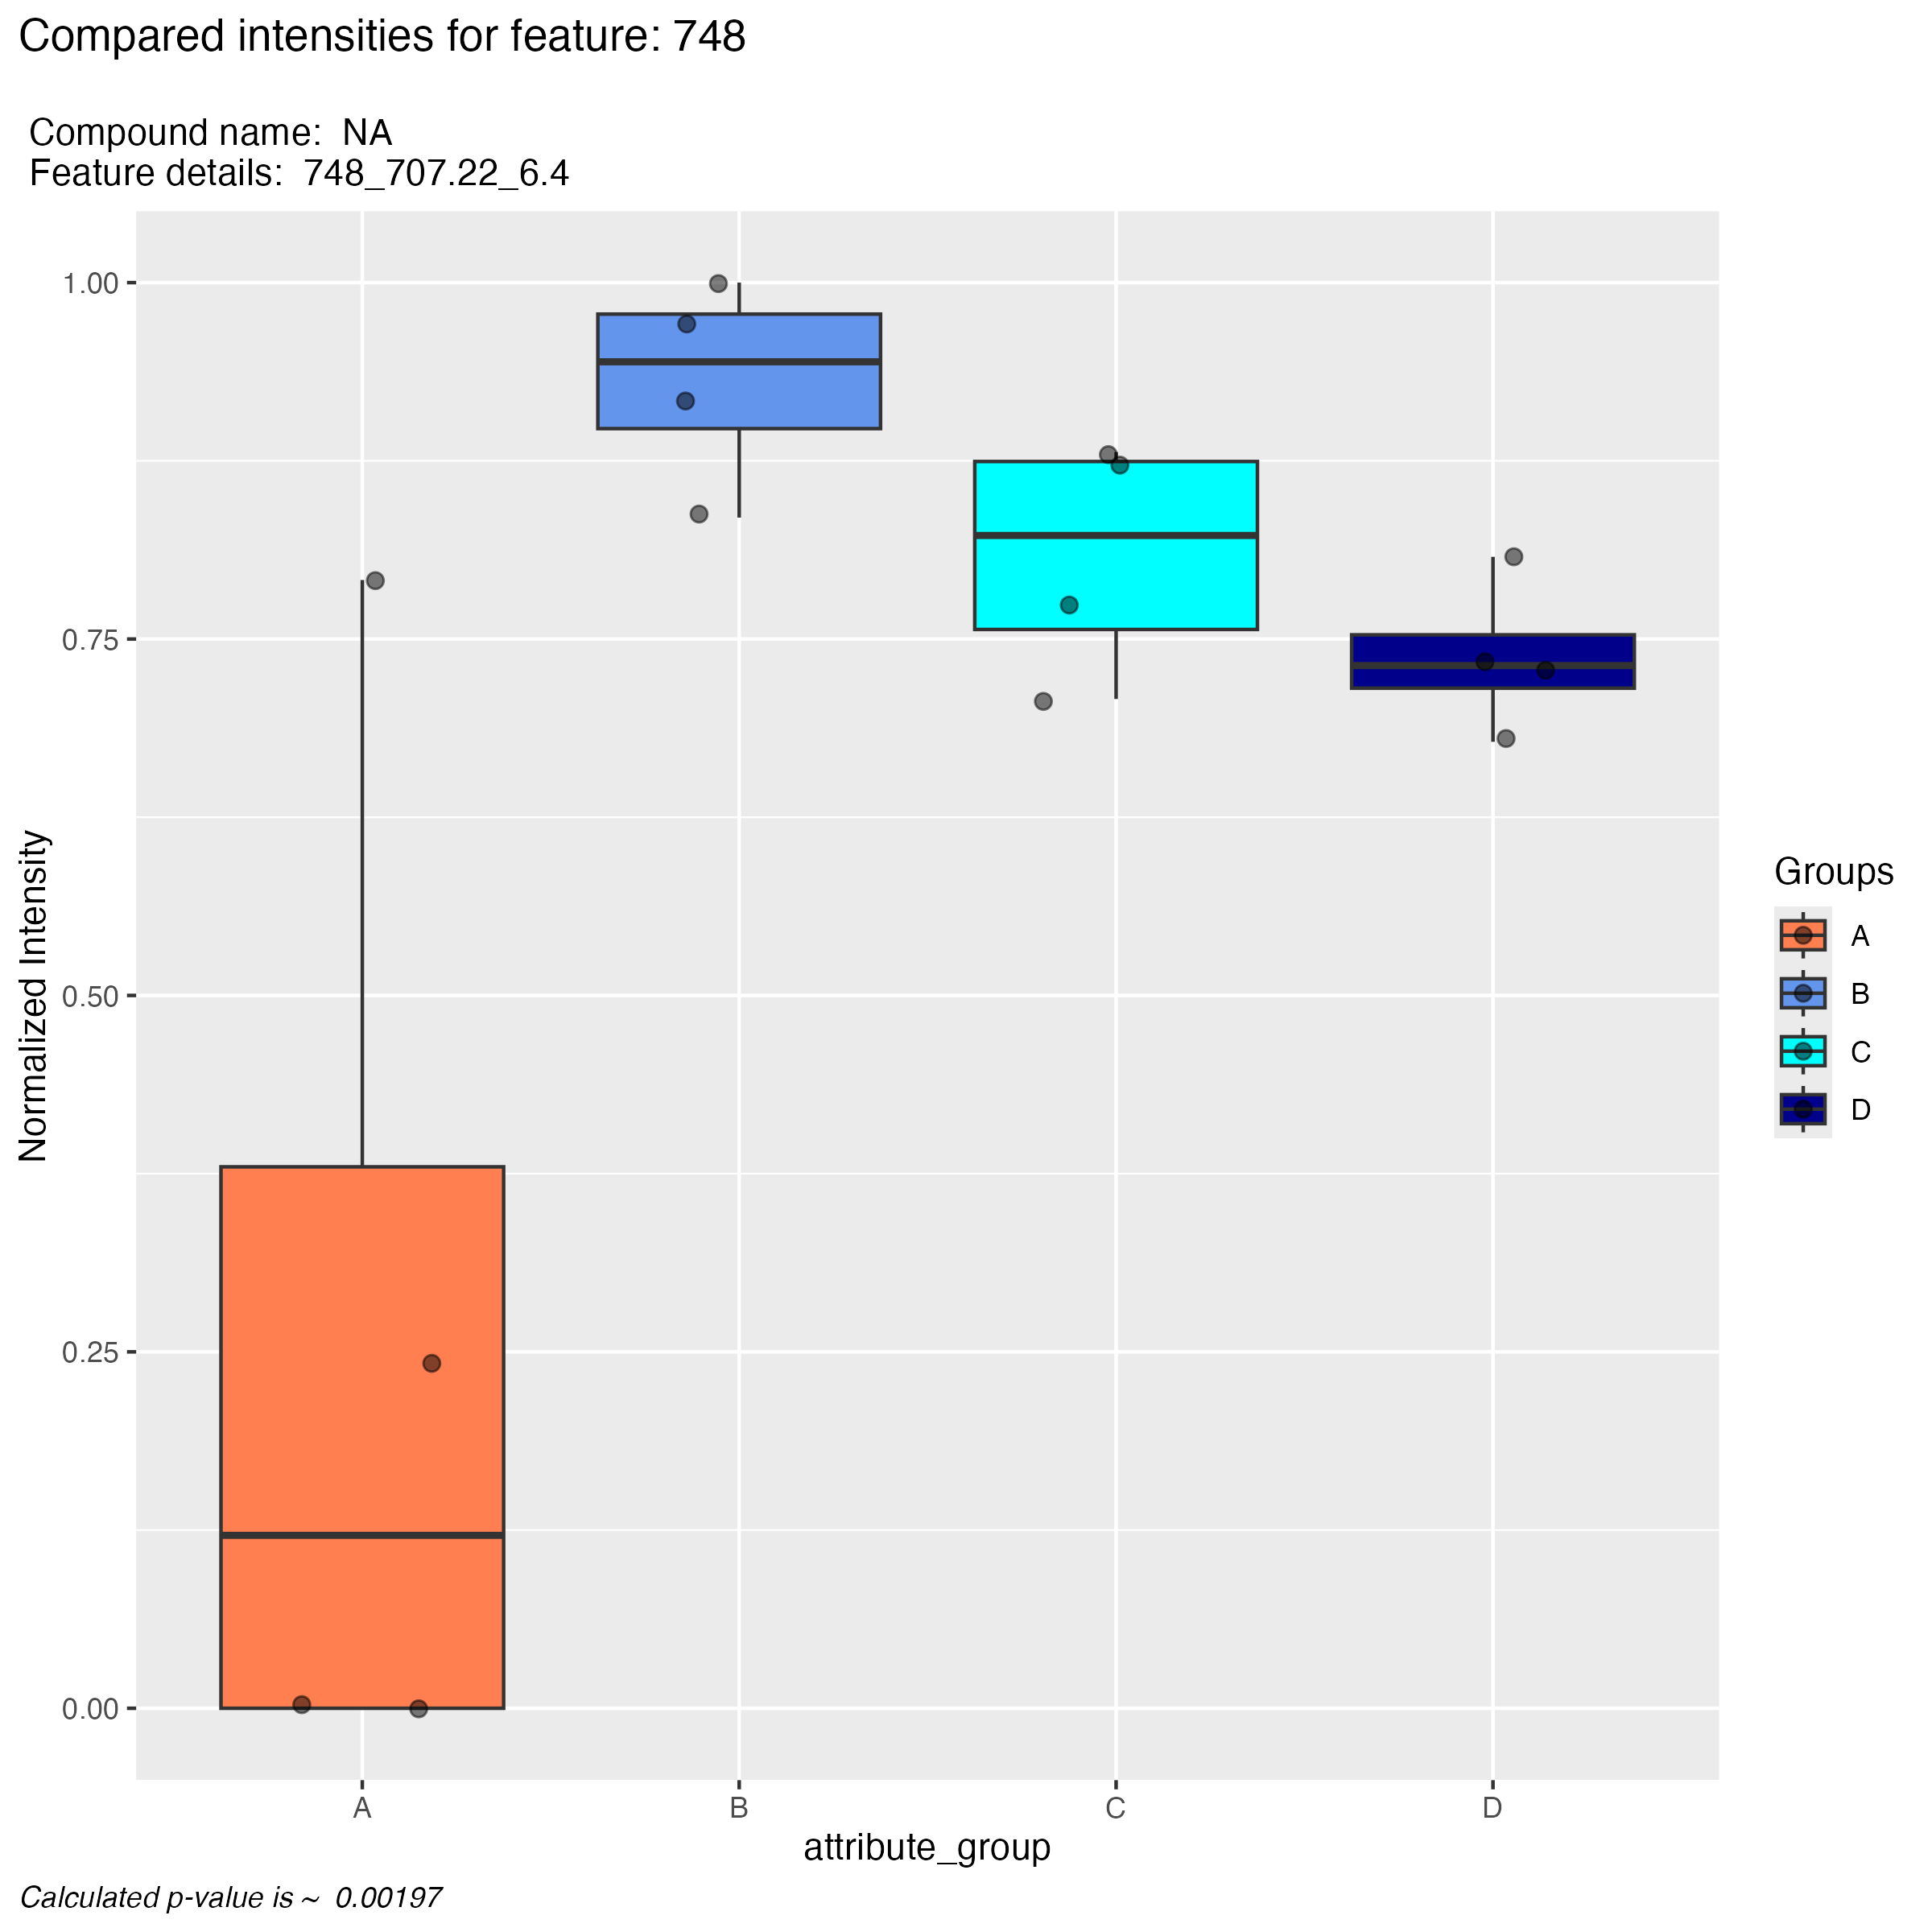 Compared intensities for feature: 748
Compound name:  NA
Feature details:  748_707.22_6.4
Normalized Intensity
1.00
0.75
0.50
0.25
0.00
A
B
C
D
attribute_group
Groups
A
B
C
D
Calculated p-value is ~  0.00197